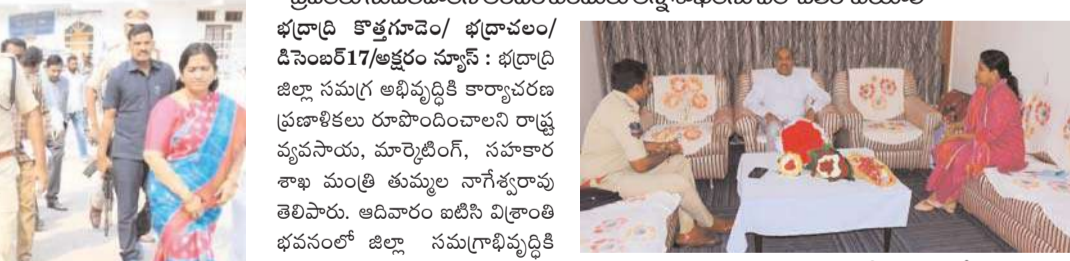 భద్రాద్రి కొత్తగూడెం/ భద్రాచలం/
డిసెంబర్17/అక్షరం న్యూస్ : భద్రాద్రి
జిల్లా సమగ్ర అభివృద్ధికి కార్యాచరణ
ప్రణాళికలు రూపొందించాలని రాష్ట్ర
వ్యవసాయ, మార్కెటింగ్, సహకార
శాఖ మంత్రి తుమ్మల నాగేశ్వరావు
తెలిపారు. ఆదివారం ఐటిసి విశ్రాంతి
భవనంలో జిల్లా సమగ్రాభివృద్ధికి